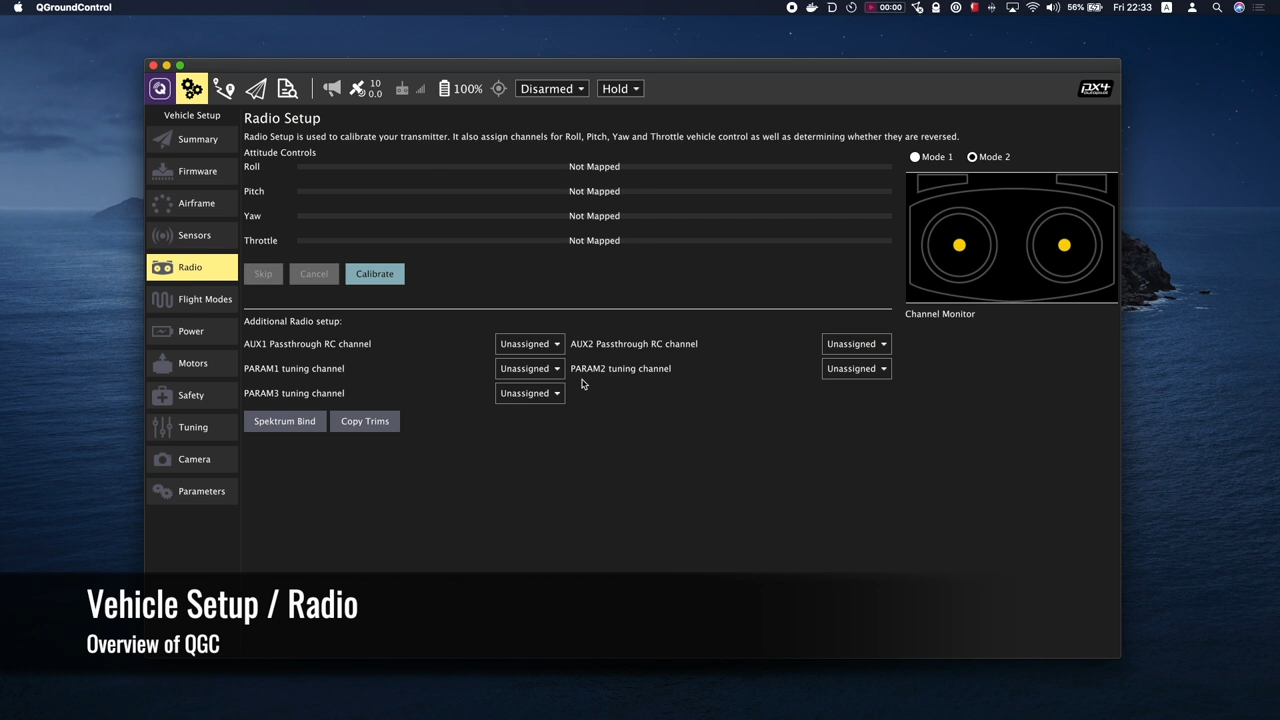 QGroundControl
00:00
56%
Fri 22:33
A
10
0.0
100%
Disarmed
Hold
px4
autopilot
Vehicle Setup
Summary
Firmware
Airframe
Sensors
Radio
Flight Modes
Power
Motors
Safety
Tuning
Camera
Parameters
Radio Setup
Radio Setup is used to calibrate your transmitter. It also assign channels for Roll, Pitch, Yaw and Throttle vehicle control as well as determining whether they are reversed.
Attitude Controls
Roll Not Mapped
Pitch Not Mapped
Yaw Not Mapped
Throttle Not Mapped
Skip Cancel Calibrate
Mode 1 Mode 2
Channel Monitor
Additional Radio setup:
AUX1 Passthrough RC channel Unassigned AUX2 Passthrough RC channel Unassigned
PARAM1 tuning channel Unassigned PARAM2 tuning channel Unassigned
PARAM3 tuning channel Unassigned
Spektrum Bind Copy Trims
Vehicle Setup / Radio
Overview of QGC